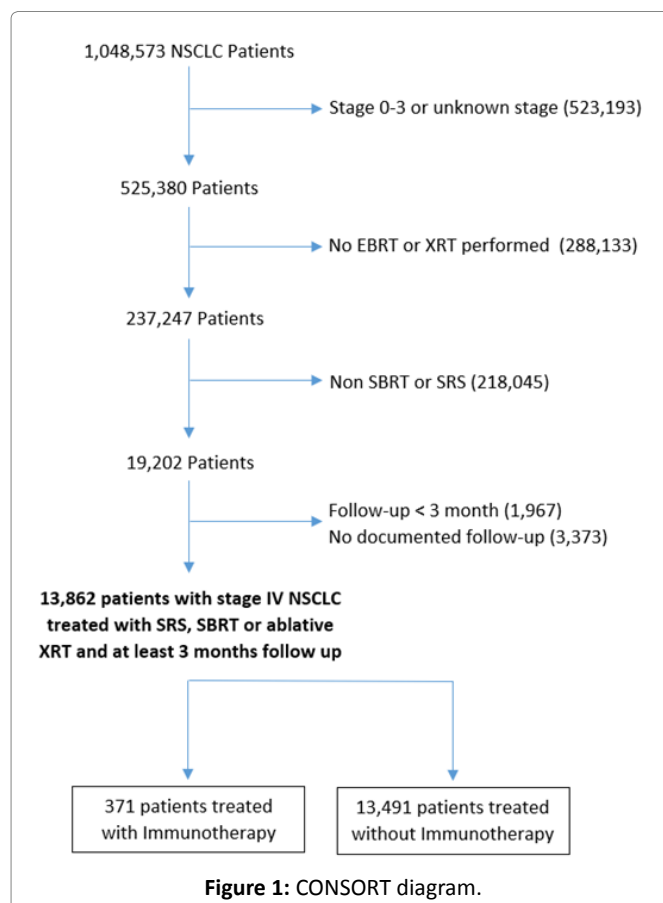 1,048,573 NSCLC Patients
Stage 0-3 or unknown stage (523,193)
525,380 Patients
No EBRT or XRT performed (288,133)
237,247 Patients
Non SBRT or SRS (218,045)
19,202 Patients
Follow-up < 3 month (1,967)
No documented follow-up (3,373)
13,862 patients with stage IV NSCLC
treated with SRS, SBRT or ablative
XRT and at least 3 months follow up
371 patients treated
with Immunotherapy
13,491 patients treated
without Immunotherapy
Figure 1: CONSORT diagram.